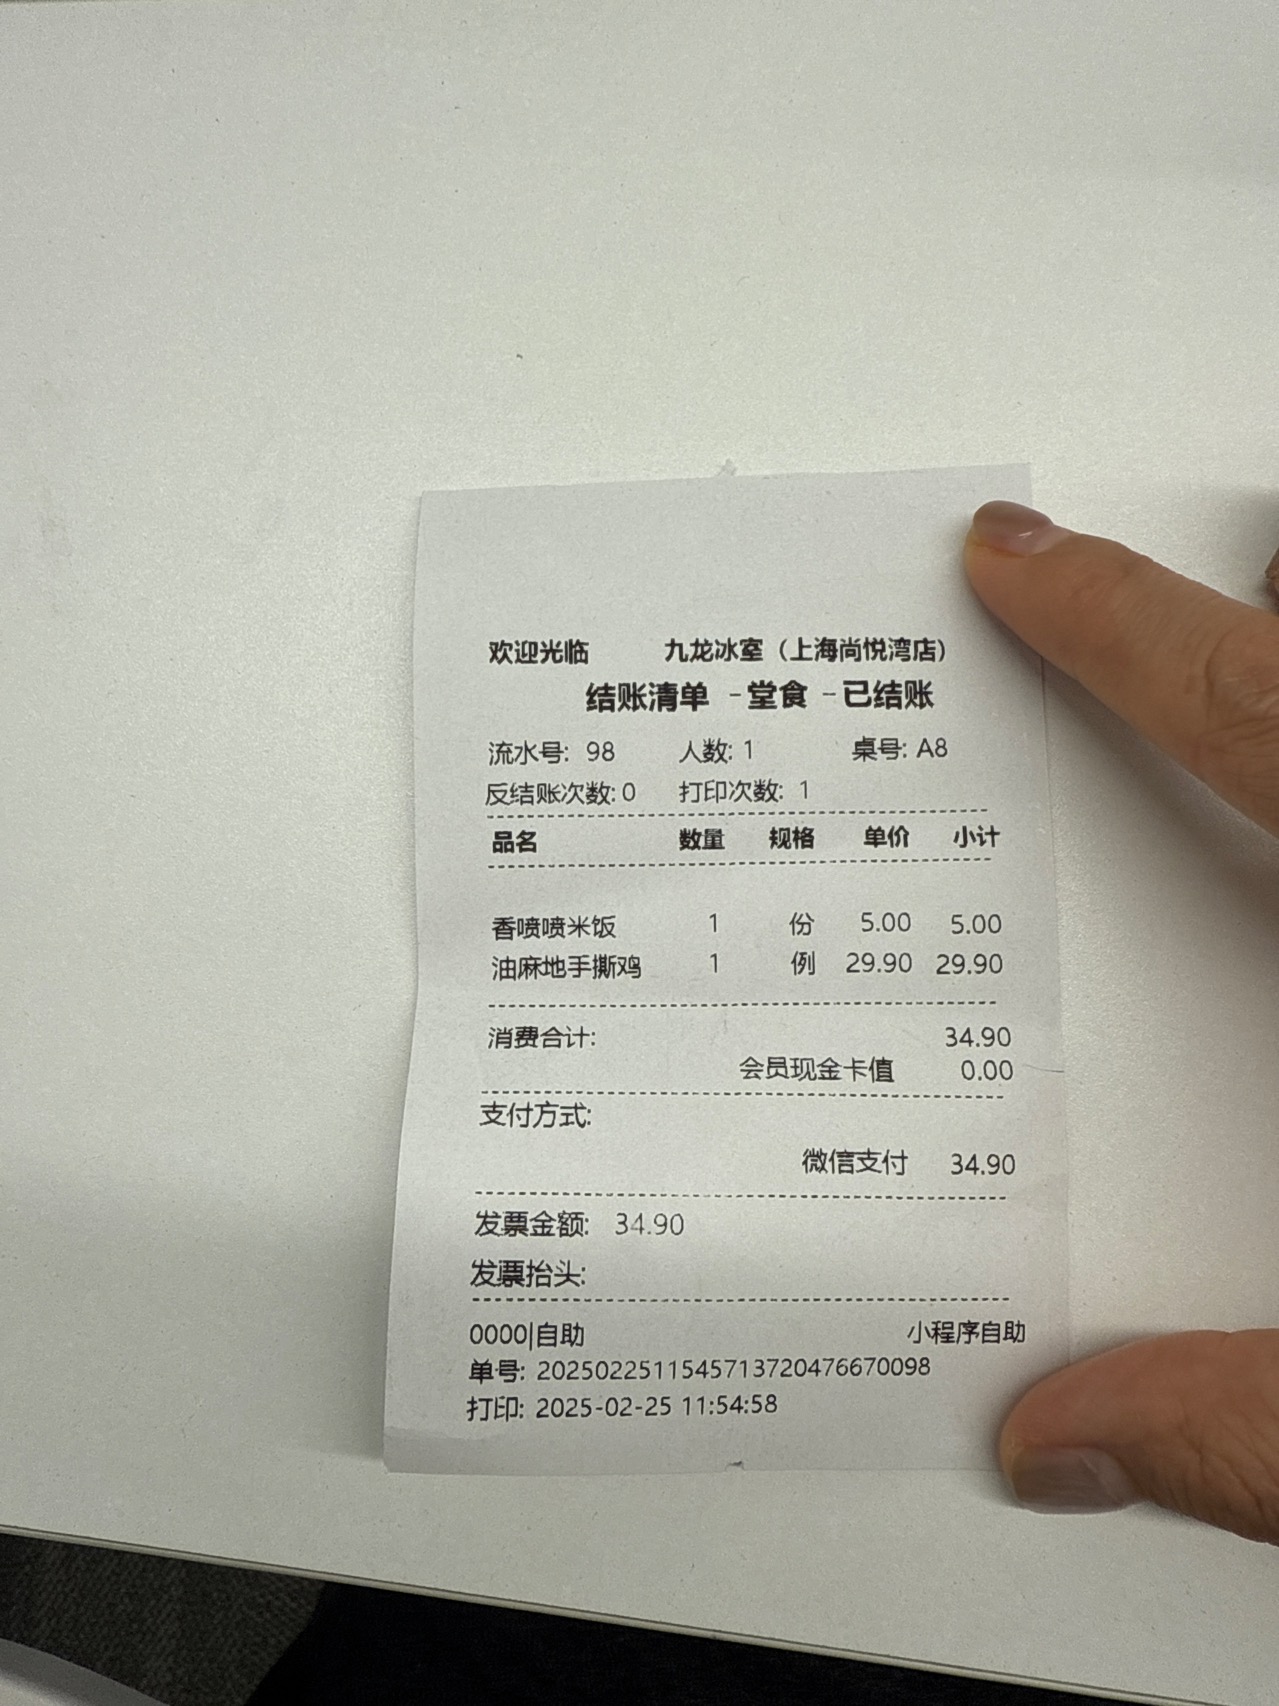 欢迎光临 九龙冰室（上海尚悦湾店）
结账清单 -堂食 -已结账
流水号: 98 人数: 1 桌号: A8
反结账次数: 0 打印次数: 1
品名 数量 规格 单价 小计
香喷喷米饭 1 份 5.00 5.00
油麻地手撕鸡 1 例 29.90 29.90
消费合计: 34.90
会员现金卡值 0.00
支付方式:
微信支付 34.90
发票金额: 34.90
发票抬头:
0000|自助 小程序自助
单号: 2025022511545713720476670098
打印: 2025-02-25 11:54:58